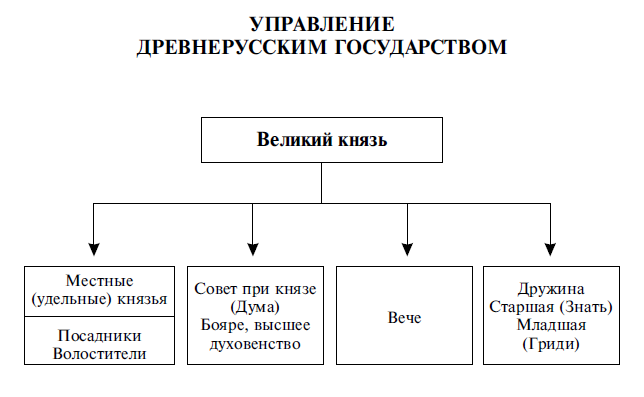 УПРАВЛЕНИЕ
ДРЕВНЕРУССКИМ ГОСУДАРСТВОМ
Великий князь
Местные
(удельные) князья
Посадники
Волостители
Совет при князе
(Дума)
Бояре, высшее
духовенство
Вече
Дружина
Старшая (Знать)
Младшая
(Гриди)